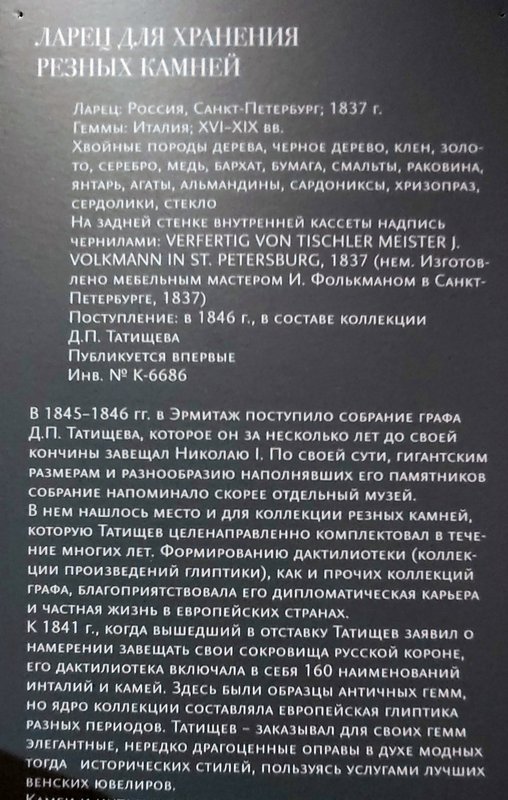 ЛАРЕЦ ДЛЯ ХРАНЕНИЯ
РЕЗНЫХ КАМНЕЙ
Ларец: Россия, Санкт-Петербург; 1837 г.
Геммы: Италия; XVI–XIX вв.
Хвойные породы дерева, черное дерево, клен, золо-
то, серебро, медь, бархат, бумага, смальты, раковина,
янтарь, агаты, альмандины, сардониксы, хризопраз,
сердолики, стекло
На задней стенке внутренней кассеты надпись
чернилами: VERFERTIG VON TISCHLER MEISTER J.
VOLKMANN IN ST. PETERSBURG, 1837 (нем. Изготов-
лено мебельным мастером И. Фолькманом в Санкт-
Петербурге, 1837)
Поступление: в 1846 г., в составе коллекции
Д.П. Татищева
Публикуется впервые
Инв. № К-6686
В 1845–1846 гг. в Эрмитаж поступило собрание графа
Д.П. Татищева, которое он за несколько лет до своей
кончины завещал Николаю I. По своей сути, гигантским
размерам и разнообразию наполнявших его памятников
собрание напоминало скорее отдельный музей.
В нем нашлось место и для коллекции резных камней,
которую Татищев целенаправленно комплектовал в тече-
ние многих лет. Формированию дактилиотеки (коллек-
ции произведений глиптики), как и прочих коллекций
графа, благоприятствовала его дипломатическая карьера
и частная жизнь в европейских странах.
К 1841 г., когда вышедший в отставку Татищев заявил о
намерении завещать свои сокровища русской короне,
его дактилиотека включала в себя 160 наименований
инталий и камей. Здесь были образцы античных гемм,
но ядро коллекции составляла европейская глиптика
разных периодов. Татищев – заказывал для своих гемм
элегантные, нередко драгоценные оправы в духе модных
тогда исторических стилей, пользуясь услугами лучших
венских ювелиров.